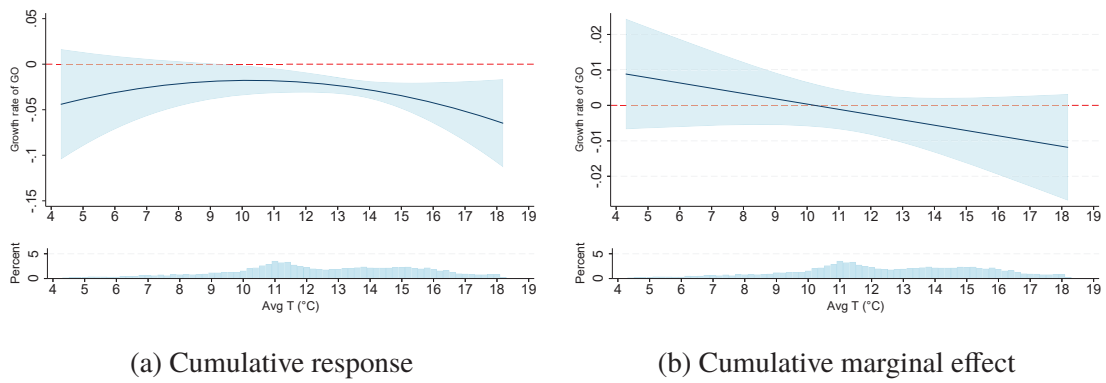 Growth rate of GO
.05
0
-.05
-.1
-.15
4 5 6 7 8 9 10 11 12 13 14 15 16 17 18 19
Percent
5
0
4 5 6 7 8 9 10 11 12 13 14 15 16 17 18 19
Avg T (°C)
(a) Cumulative response
Growth rate of GO
.02
.01
0
-.01
-.02
4 5 6 7 8 9 10 11 12 13 14 15 16 17 18 19
Percent
5
0
4 5 6 7 8 9 10 11 12 13 14 15 16 17 18 19
Avg T (°C)
(b) Cumulative marginal effect